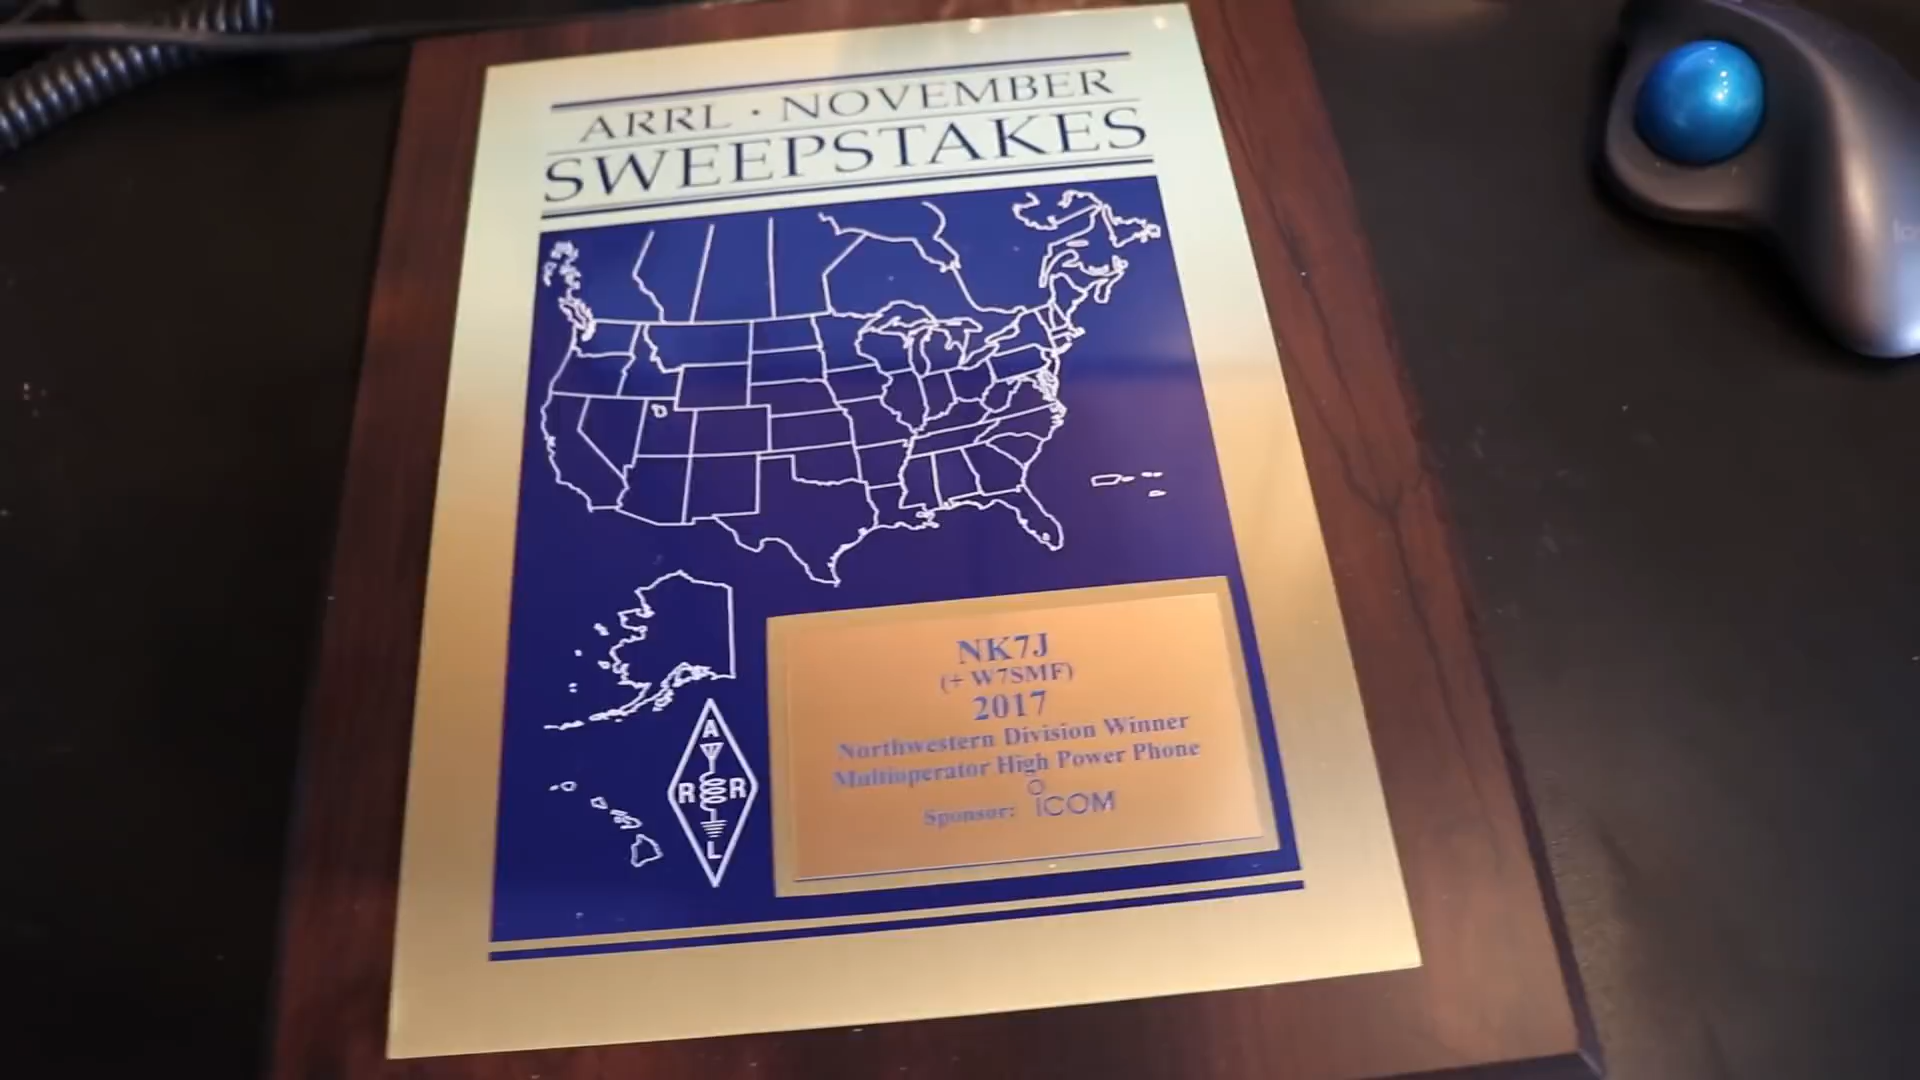 ARRL · NOVEMBER
SWEEPSTAKES
NK7J
(+ W7SMF)
2017
Northwestern Division Winner
Multioperator High Power Phone
Sponsor: ICOM
A
R R
L